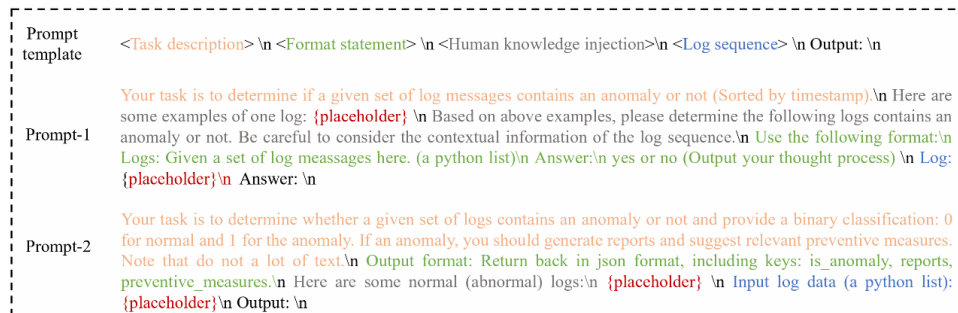 Prompt
template
<Task description> \n <Format statement> \n <Human knowledge injection>\n <Log sequence> \n Output: \n
Your task is to determine if a given set of log messages contains an anomaly or not (Sorted by timestamp).\n Here are
some examples of one log: {placeholder} \n Based on above examples, please determine the following logs contains an
Prompt-1
anomaly or not. Be careful to consider the contextual information of the log sequence.\n Use the following format:\n
Logs: Given a set of log meassages here. (a python list)\n Answer:\n yes or no (Output your thought process) \n Log:
{placeholder}\n Answer: \n
Your task is to determine whether a given set of logs contains an anomaly or not and provide a binary classification: 0
for normal and 1 for the anomaly. If an anomaly, you should generate reports and suggest relevant preventive measures.
Prompt-2
Note that do not a lot of text.\n Output format: Return back in json format, including keys: is_anomaly, reports,
preventive_measures.\n Here are some normal (abnormal) logs:\n {placeholder} \n Input log data (a python list):
{placeholder}\n Output: \n